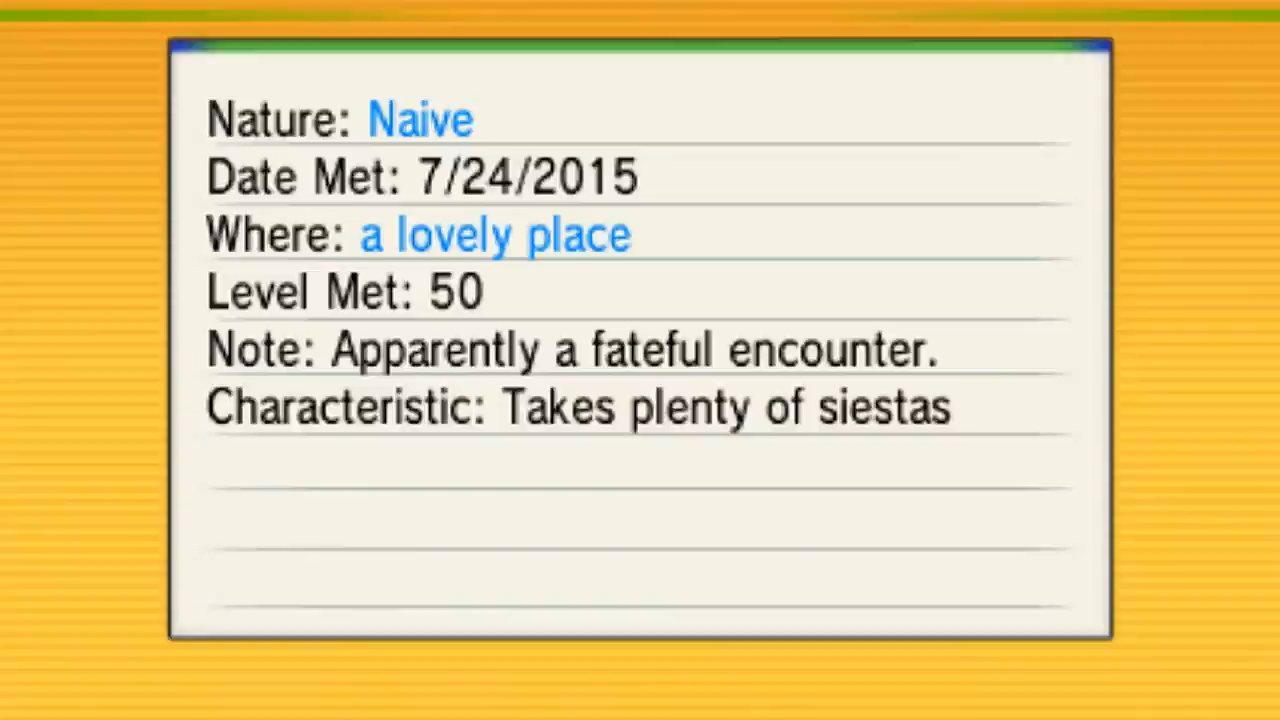 Nature: Naive
Date Met: 7/24/2015
Where: a lovely place
Level Met: 50
Note: Apparently a fateful encounter.
Characteristic: Takes plenty of siestas